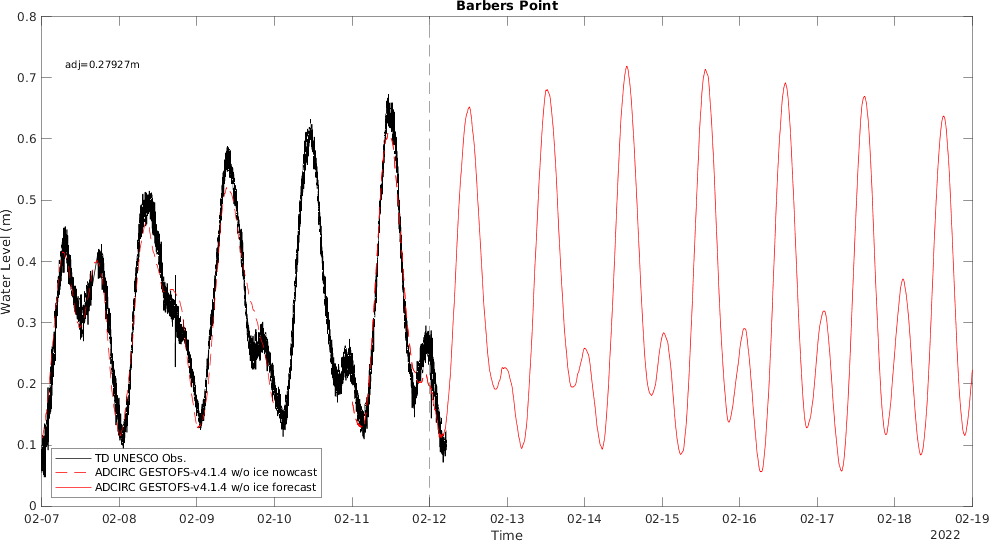 Barbers Point
0.8
0.7
0.6
0.5
0.4
0.3
0.2
0.1
0
Water Level (m)
adj=0.27927m
TD UNESCO Obs.
ADCIRC GESTOFS-v4.1.4 w/o ice nowcast
ADCIRC GESTOFS-v4.1.4 w/o ice forecast
02-07 02-08 02-09 02-10 02-11 02-12 02-13 02-14 02-15 02-16 02-17 02-18 02-19
Time
2022